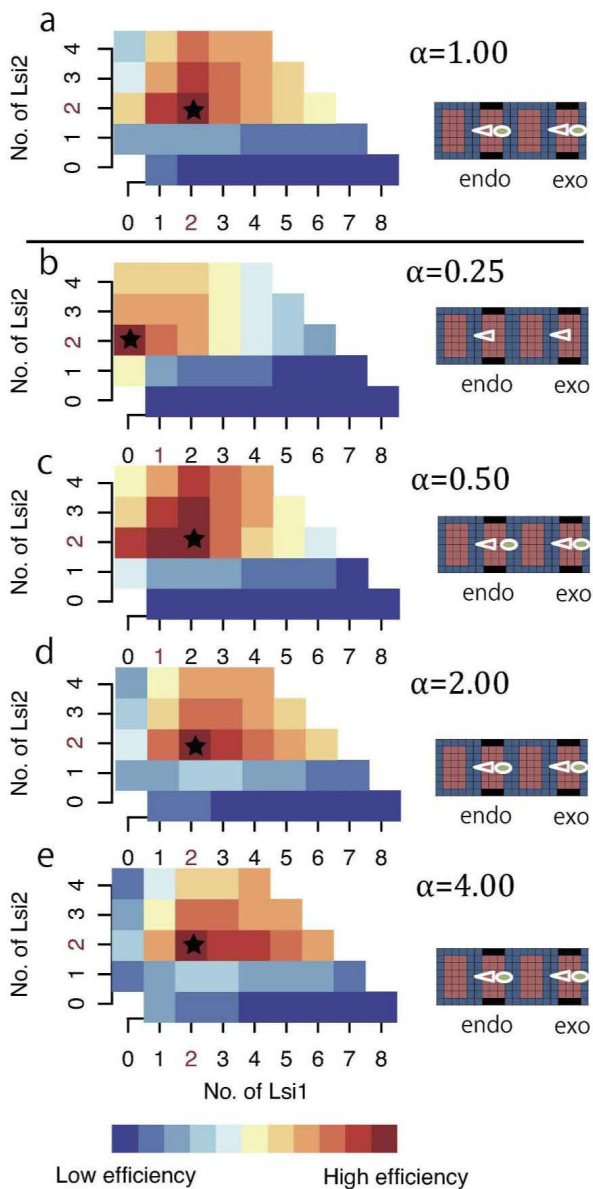 a
No. of Lsi2
4
3
2
1
0
0 1 2 3 4 5 6 7 8
α=1.00
endo exo
b
No. of Lsi2
4
3
2
1
0
0 1 2 3 4 5 6 7 8
α=0.25
endo exo
c
No. of Lsi2
4
3
2
1
0
0 1 2 3 4 5 6 7 8
α=0.50
endo exo
d
No. of Lsi2
4
3
2
1
0
0 1 2 3 4 5 6 7 8
α=2.00
endo exo
e
No. of Lsi2
4
3
2
1
0
0 1 2 3 4 5 6 7 8
No. of Lsi1
α=4.00
endo exo
Low efficiency High efficiency